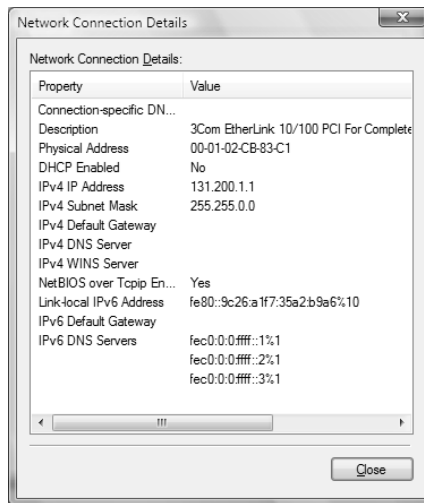 Network Connection Details
Network Connection Details:
Property Value
Connection-specific DN...
Description 3Com EtherLink 10/100 PCI For Complete
Physical Address 00-01-02-CB-83-C1
DHCP Enabled No
IPv4 IP Address 131.200.1.1
IPv4 Subnet Mask 255.255.0.0
IPv4 Default Gateway
IPv4 DNS Server
IPv4 WINS Server
NetBIOS over Tcpip En... Yes
Link-local IPv6 Address fe80::9c26:a1f7:35a2:b9a6%10
IPv6 Default Gateway
IPv6 DNS Servers fec0:0:0:ffff::1%1
fec0:0:0:ffff::2%1
fec0:0:0:ffff::3%1
Close